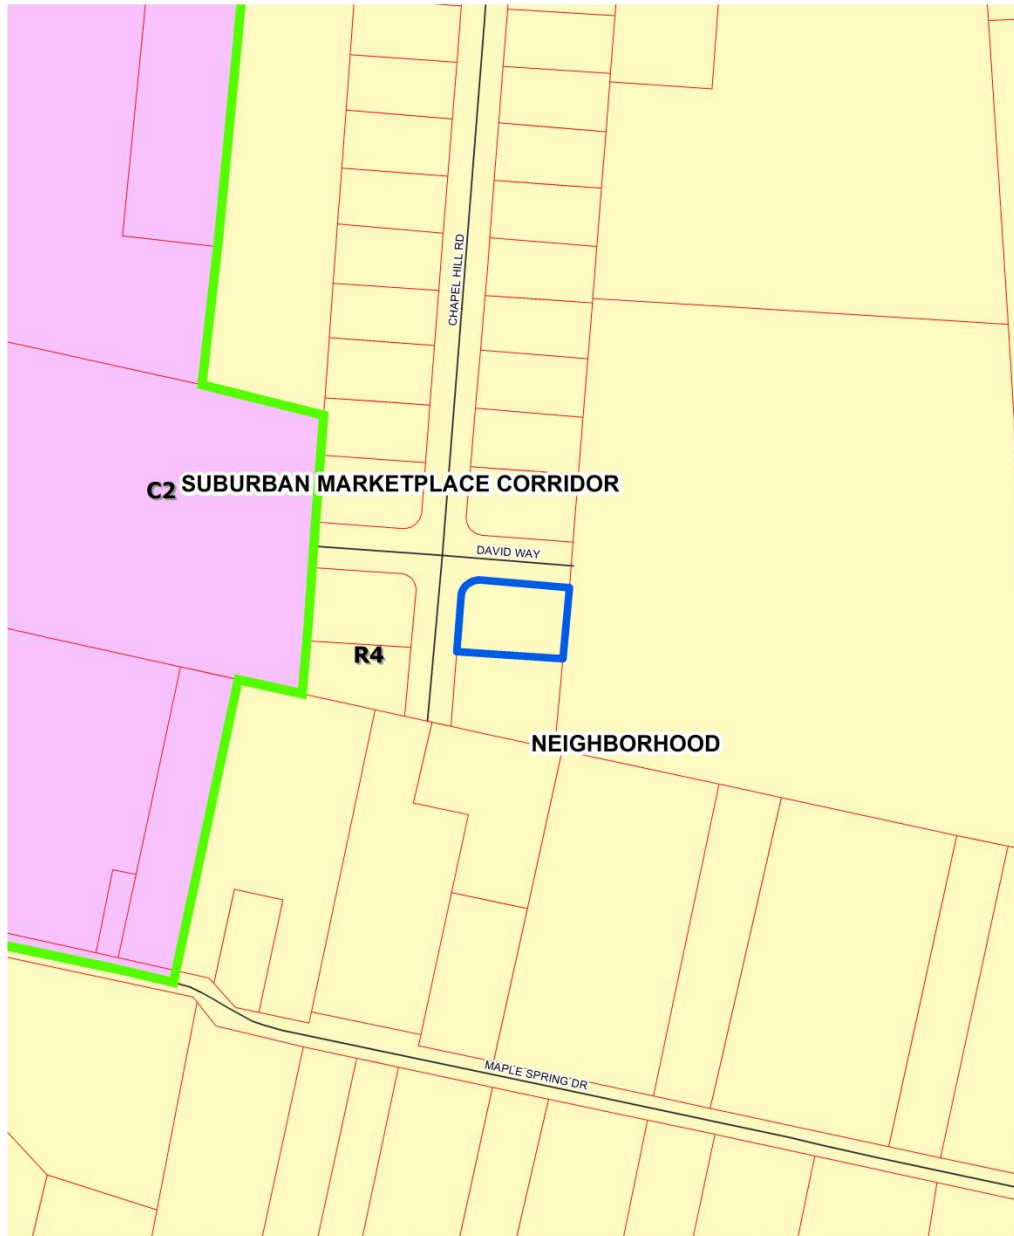 CHAPEL HILL RD
C2
SUBURBAN MARKETPLACE CORRIDOR
DAVID WAY
R4
NEIGHBORHOOD
MAPLE SPRING DR